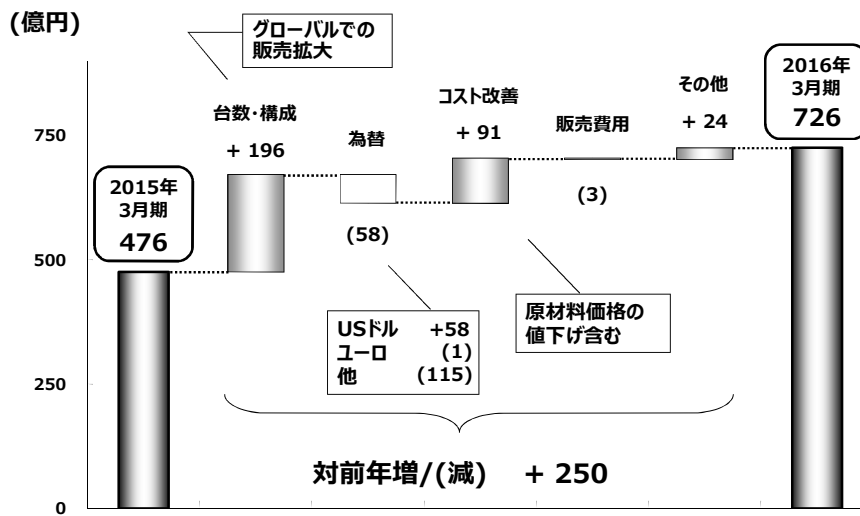 (億円)
グローバルでの
販売拡大
台数・構成
+ 196
為替
(58)
コスト改善
+ 91
販売費用
(3)
その他
+ 24
2016年
3月期
726
2015年
3月期
476
750
500
250
0
USドル +58
ユーロ (1)
他 (115)
原材料価格の
値下げ含む
対前年増/(減) + 250